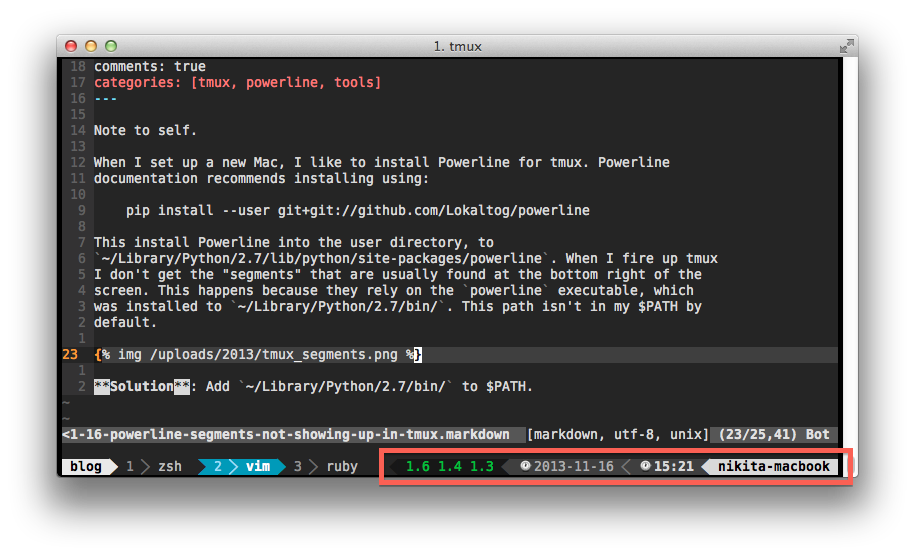 1. tmux
18 comments: true
17 categories: [tmux, powerline, tools]
16 ---
15
14 Note to self.
13
12 When I set up a new Mac, I like to install Powerline for tmux. Powerline
11 documentation recommends installing using:
10
9 pip install --user git+git://github.com/Lokaltog/powerline
8
7 This install Powerline into the user directory, to
6 `~/Library/Python/2.7/lib/python/site-packages/powerline`. When I fire up tmux
5 I don't get the "segments" that are usually found at the bottom right of the
4 screen. This happens because they rely on the `powerline` executable, which
3 was installed to `~/Library/Python/2.7/bin/`. This path isn't in my $PATH by
2 default.
1
23 {% img /uploads/2013/tmux_segments.png %}
1
2 **Solution**: Add `~/Library/Python/2.7/bin/` to $PATH.
~
~
<1-16-powerline-segments-not-showing-up-in-tmux.markdown [markdown, utf-8, unix] (23/25,41) Bot
blog 1 zsh 2 vim 3 ruby 1.6 1.4 1.3 2013-11-16 15:21 nikita-macbook